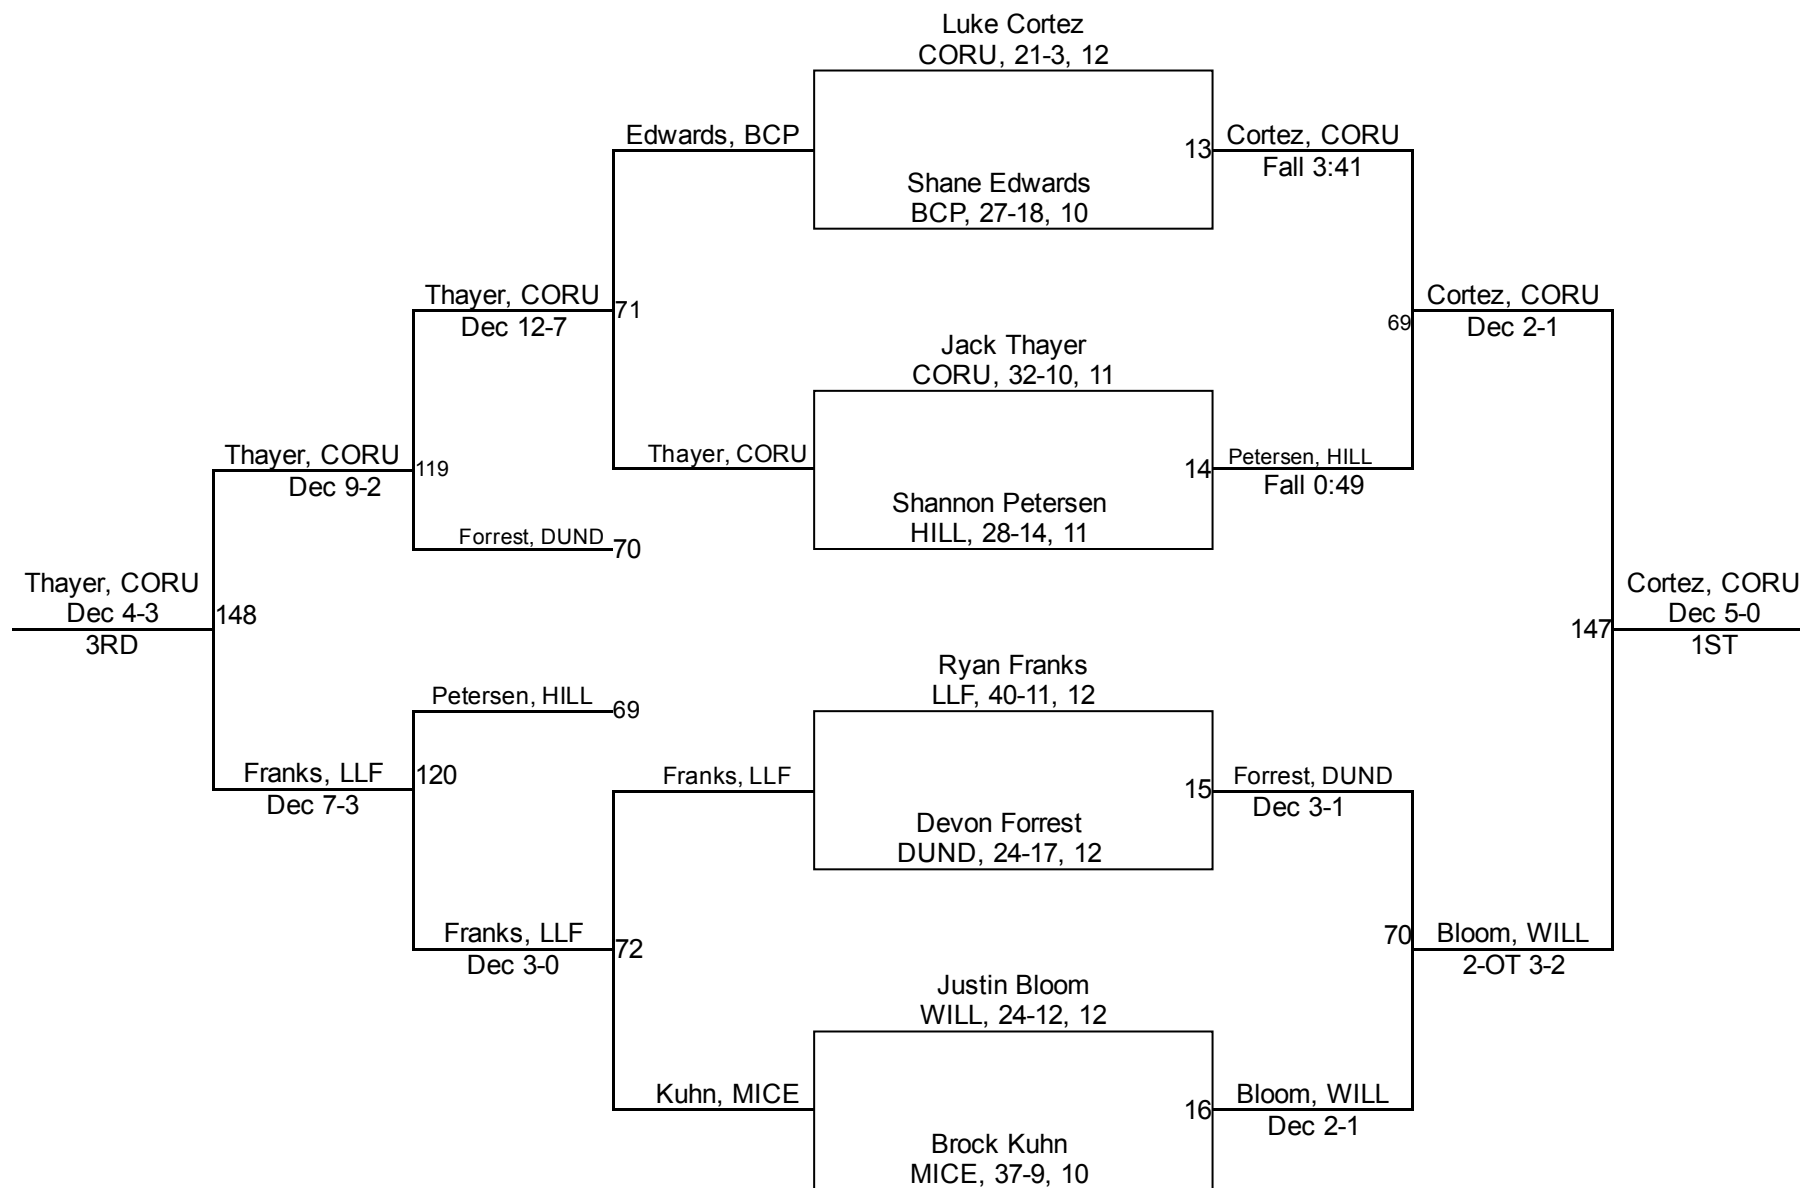 Luke Cortez
CORU, 21-3, 12
Edwards, BCP
13
Cortez, CORU
Fall 3:41
Shane Edwards
BCP, 27-18, 10
Thayer, CORU
Dec 12-7
71
Cortez, CORU
Dec 2-1
69
Jack Thayer
CORU, 32-10, 11
Thayer, CORU
Dec 9-2
119
Thayer, CORU
14
Petersen, HILL
Fall 0:49
Shannon Petersen
HILL, 28-14, 11
Forrest, DUND
70
Thayer, CORU
Dec 4-3
3RD
148
147
Cortez, CORU
Dec 5-0
1ST
Ryan Franks
LLF, 40-11, 12
Petersen, HILL
69
Franks, LLF
Dec 7-3
120
Franks, LLF
15
Forrest, DUND
Dec 3-1
Devon Forrest
DUND, 24-17, 12
Franks, LLF
Dec 3-0
72
70
Bloom, WILL
2-OT 3-2
Justin Bloom
WILL, 24-12, 12
Kuhn, MICE
16
Bloom, WILL
Dec 2-1
Brock Kuhn
MICE, 37-9, 10